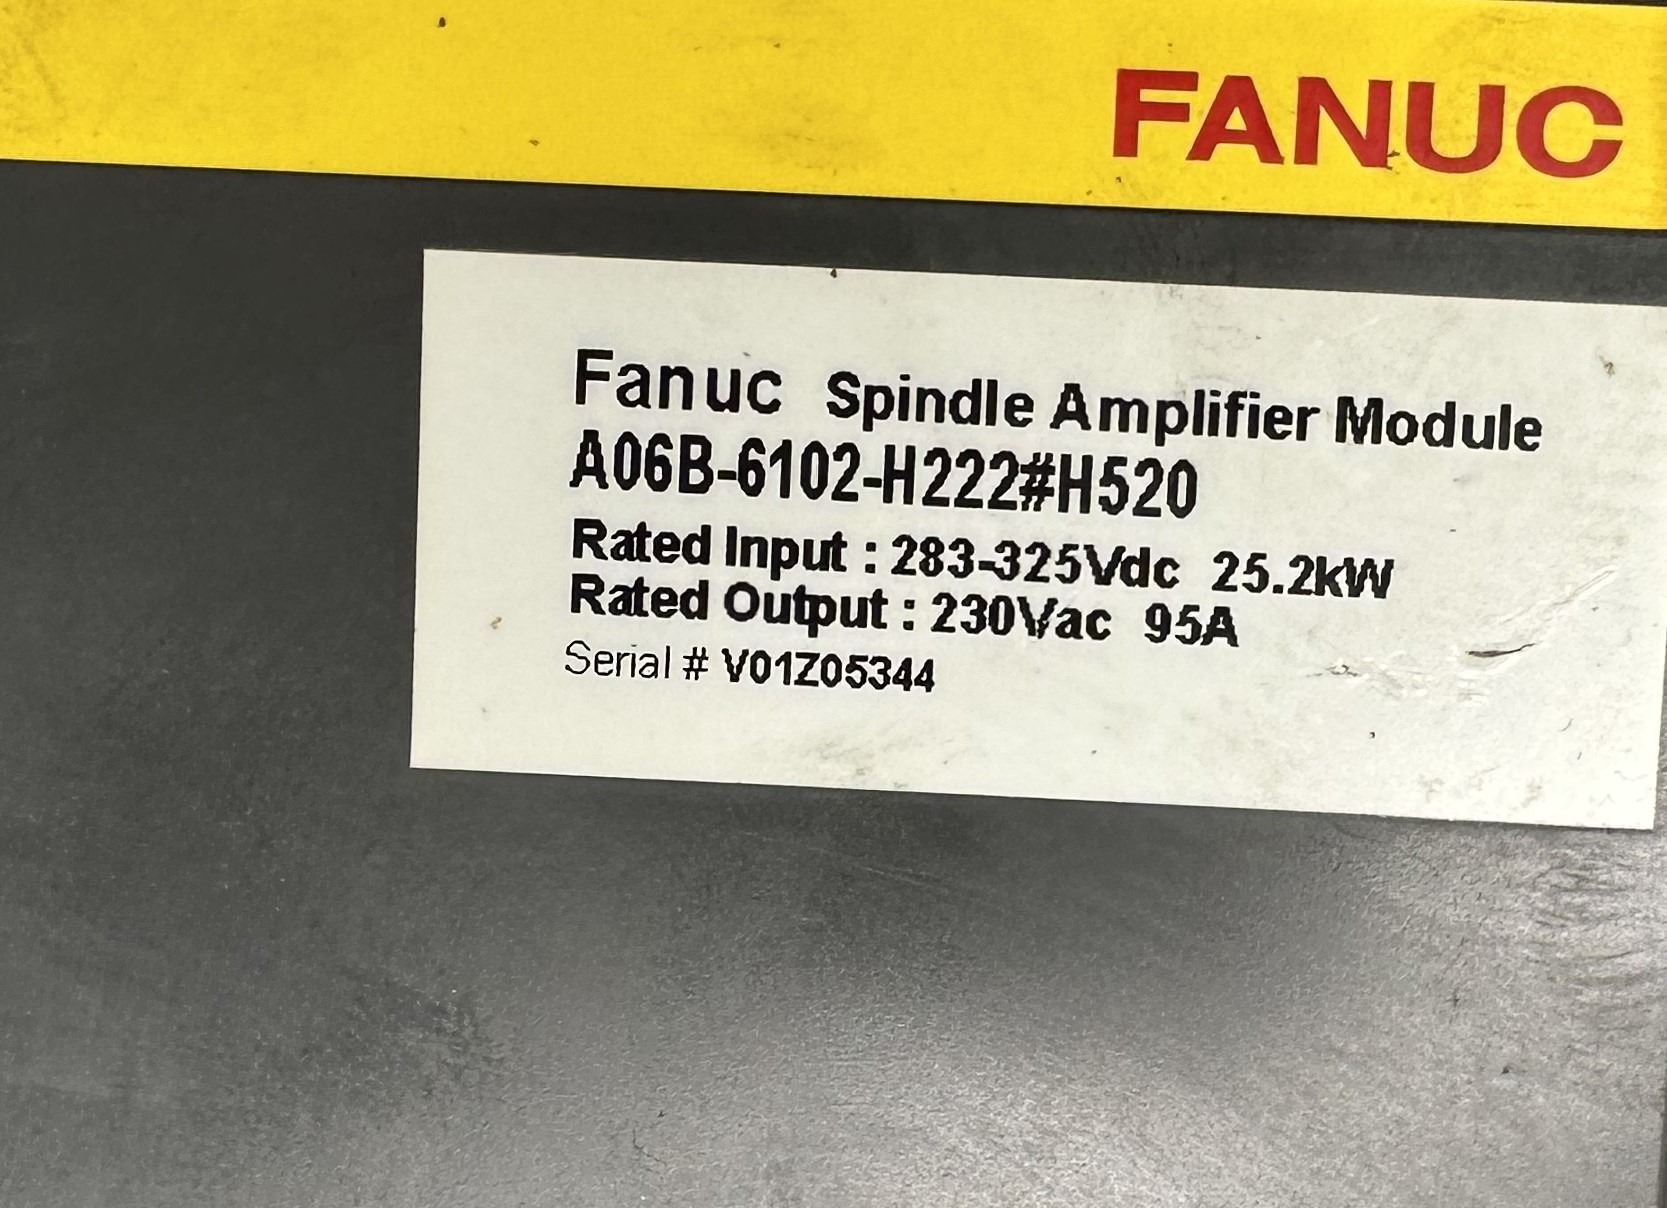 FANUC
Fanuc Spindle Amplifier Module
A06B-6102-H222#H520
Rated Input : 283-325Vdc 25.2kW
Rated Output : 230Vac 95A
Serial # V01Z05344